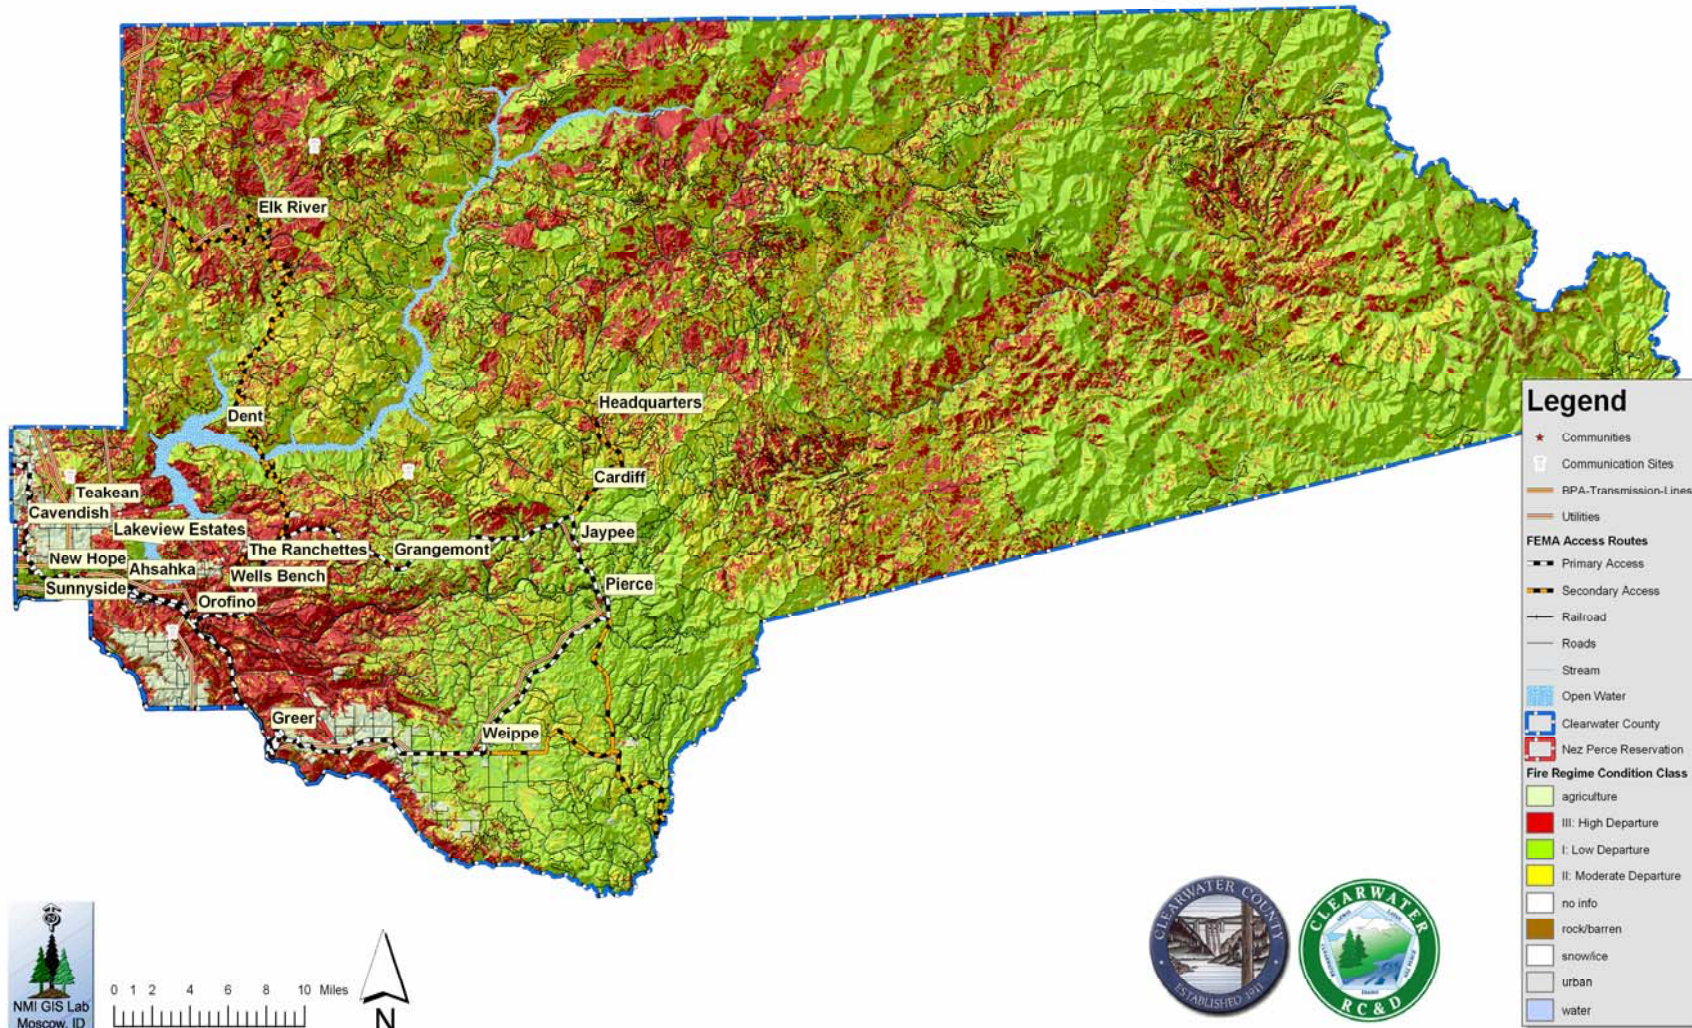 Elk River
Dent
Headquarters
Cardiff
Teakean
Cavendish
Lakeview Estates
Jaypee
New Hope
The Ranchettes
Grangemont
Ahsahka
Wells Bench
Pierce
Sunnyside
Orofino
Greer
Weippe
Legend
Communities
Communication Sites
BPA-Transmission-Lines
Utilities
FEMA Access Routes
Primary Access
Secondary Access
Railroad
Roads
Stream
Open Water
Clearwater County
Nez Perce Reservation
Fire Regime Condition Class
agriculture
III: High Departure
I: Low Departure
II: Moderate Departure
no info
rock/barren
snow/ice
urban
water
NMI GIS Lab
Moscow, ID
0 1 2 4 6 8 10 Miles
N
CLEARWATER COUNTY
ESTABLISHED 1911
CLEARWATER
RC&D